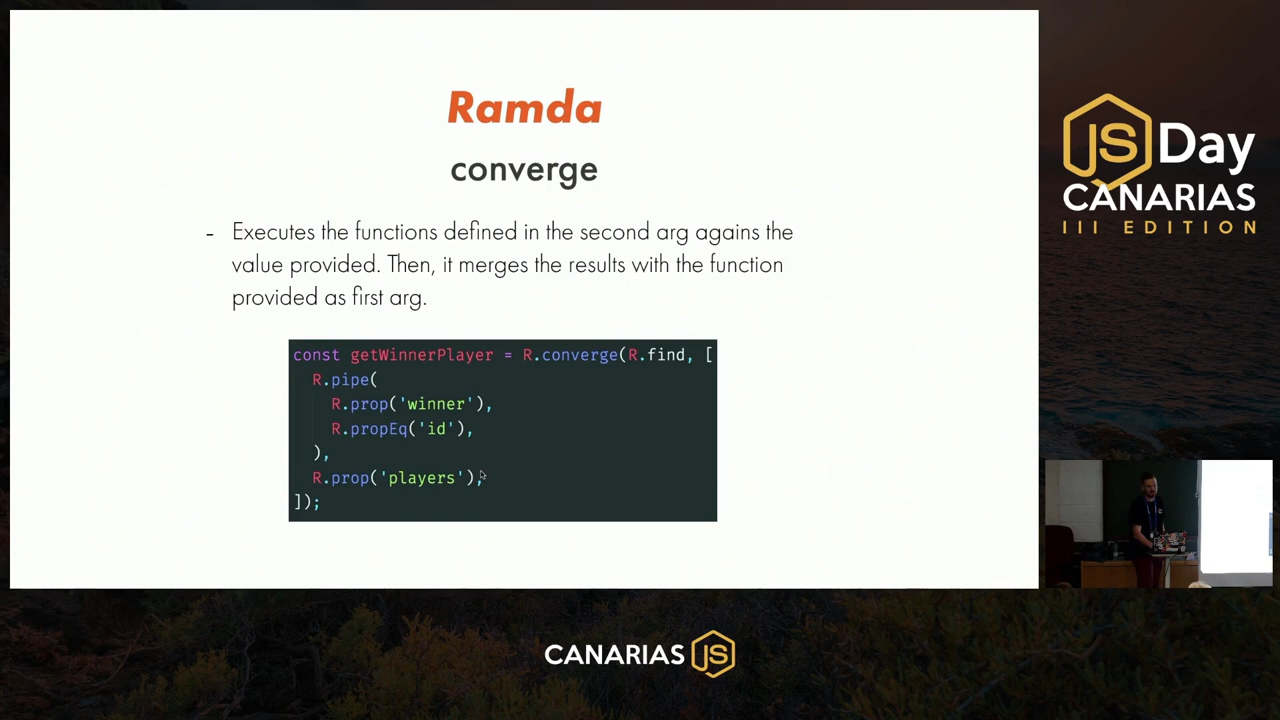 Ramda
converge
- Executes the functions defined in the second arg agains the
value provided. Then, it merges the results with the function
provided as first arg.
const getWinnerPlayer = R.converge(R.find, [
R.pipe(
R.prop('winner'),
R.propEq('id'),
),
R.prop('players'),
]);
JS Day
CANARIAS
III EDITION
CANARIAS JS